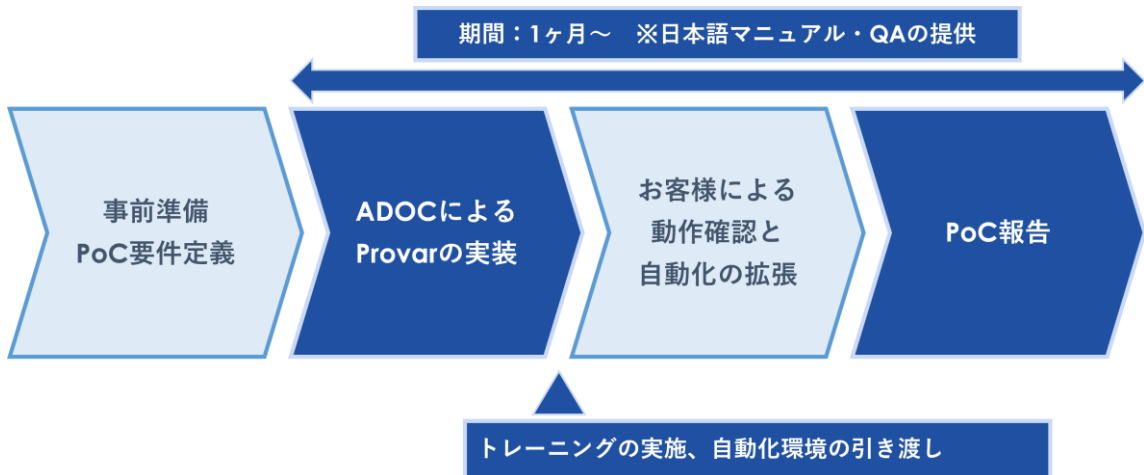 期間：1ヶ月～　※日本語マニュアル・QAの提供
事前準備
PoC要件定義
ADOCによる
Provarの実装
お客様による
動作確認と
自動化の拡張
PoC報告
トレーニングの実施、自動化環境の引き渡し